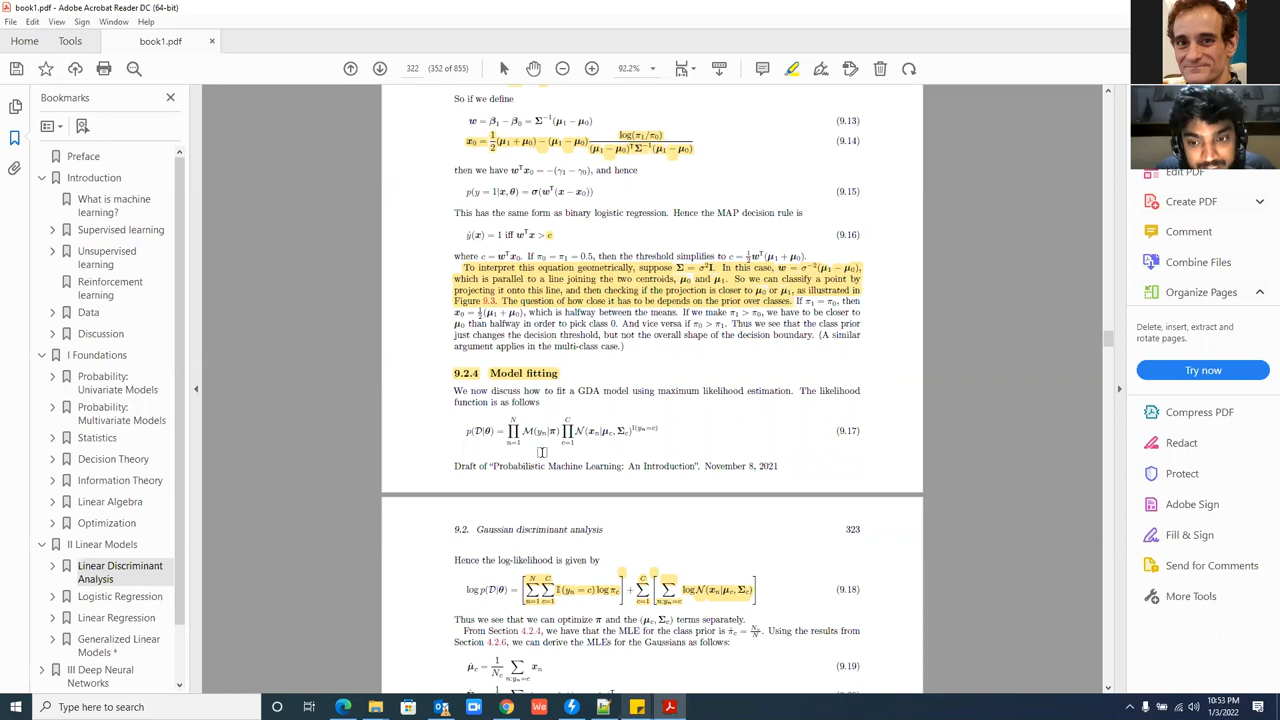 book1.pdf - Adobe Acrobat Reader DC (64-bit)
File Edit View Sign Window Help
Home Tools book1.pdf ×
322 (352 of 855) 92.2%
Bookmarks
Preface
Introduction
What is machine
learning?
Supervised learning
Unsupervised
learning
Reinforcement
learning
Data
Discussion
I Foundations
Probability:
Univariate Models
Probability:
Multivariate Models
Statistics
Decision Theory
Information Theory
Linear Algebra
Optimization
II Linear Models
Linear Discriminant
Analysis
Logistic Regression
Linear Regression
Generalized Linear
Models *
III Deep Neural
Networks
So if we define
w = β₁ − β₀ = Σ⁻¹(μ₁ − μ₀) (9.13)
x₀ = 1/2(μ₁ + μ₀) − (μ₁ − μ₀) log(π₁/π₀) / (μ₁ − μ₀)ᵀΣ⁻¹(μ₁ − μ₀) (9.14)
then we have wᵀx₀ = −(γ₁ − γ₀), and hence
p(y = 1|x, θ) = σ(wᵀ(x − x₀)) (9.15)
This has the same form as binary logistic regression. Hence the MAP decision rule is
ŷ(x) = 1 iff wᵀx > c (9.16)
where c = wᵀx₀. If π₀ = π₁ = 0.5, then the threshold simplifies to c = ½wᵀ(μ₁ + μ₀).
To interpret this equation geometrically, suppose Σ = σ²I. In this case, w = σ⁻²(μ₁ − μ₀),
which is parallel to a line joining the two centroids, μ₀ and μ₁. So we can classify a point by
projecting it onto this line, and then checking if the projection is closer to μ₀ or μ₁, as illustrated in
Figure 9.3. The question of how close it has to be depends on the prior over classes. If π₁ = π₀, then
x₀ = ½(μ₁ + μ₀), which is halfway between the means. If we make π₁ > π₀, we have to be closer to
μ₀ than halfway in order to pick class 0. And vice versa if π₀ > π₁. Thus we see that the class prior
just changes the decision threshold, but not the overall shape of the decision boundary. (A similar
argument applies in the multi-class case.)
9.2.4 Model fitting
We now discuss how to fit a GDA model using maximum likelihood estimation. The likelihood
function is as follows
p(D|θ) = ∏ₙ₌₁ᴺ M(yₙ|π) ∏_{c=1}^C N(xₙ|μ_c, Σ_c)^{I(yₙ=c)} (9.17)
Draft of “Probabilistic Machine Learning: An Introduction”. November 8, 2021
9.2. Gaussian discriminant analysis 323
Hence the log-likelihood is given by
log p(D|θ) = [∑_{n=1}^N ∑_{c=1}^C I(yₙ = c) log π_c] + ∑_{c=1}^C [∑_{n:yₙ=c} log N(xₙ|μ_c, Σ_c)] (9.18)
Thus we see that we can optimize π and the (μ_c, Σ_c) terms separately.
From Section 4.2.4, we have that the MLE for the class prior is π̂_c = N_c/N. Using the results from
Section 4.2.6, we can derive the MLEs for the Gaussians as follows:
μ̂_c = 1/N_c ∑_{n:yₙ=c} xₙ (9.19)
Edit PDF
Create PDF
Comment
Combine Files
Organize Pages
Delete, insert, extract and
rotate pages.
Try now
Compress PDF
Redact
Protect
Adobe Sign
Fill & Sign
Send for Comments
More Tools
Type here to search
We
10:53 PM
1/3/2022